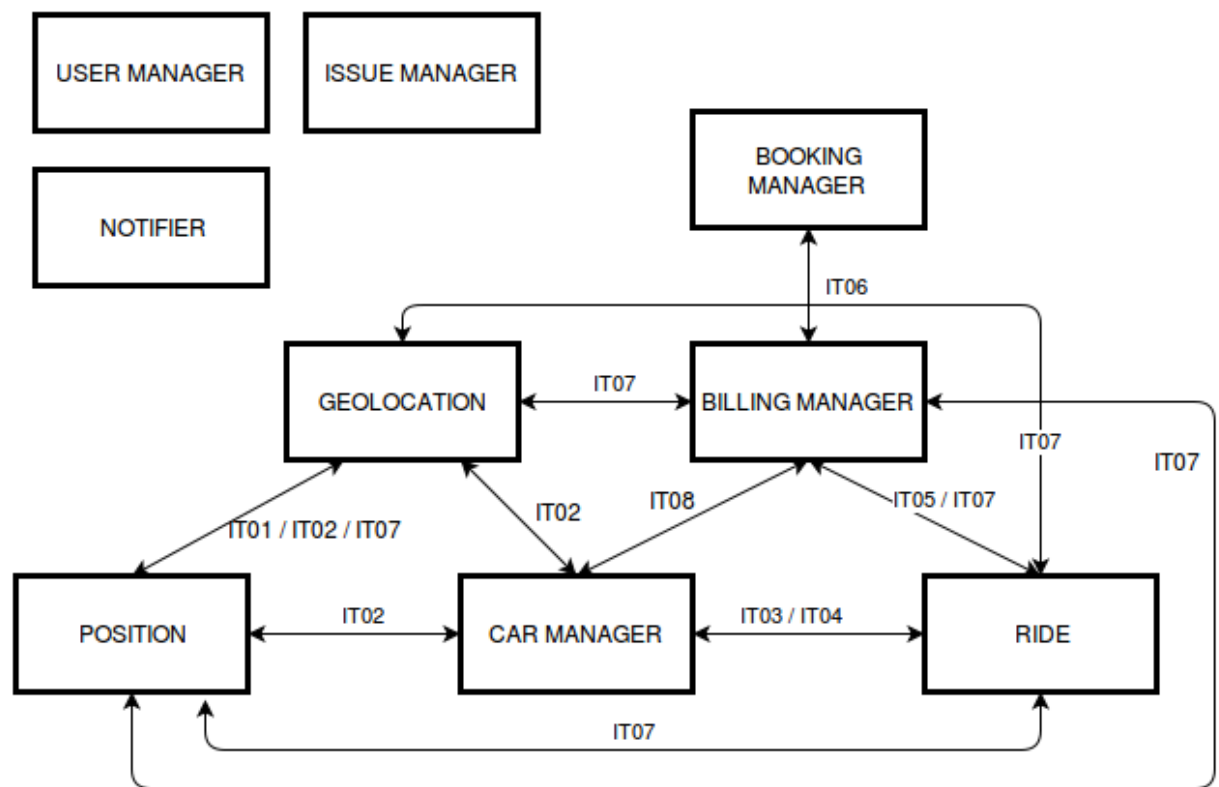 USER MANAGER
ISSUE MANAGER
BOOKING
MANAGER
NOTIFIER
IT06
GEOLOCATION
IT07
BILLING MANAGER
IT07
IT07
IT01 / IT02 / IT07
IT02
IT08
IT05 / IT07
POSITION
IT02
CAR MANAGER
IT03 / IT04
RIDE
IT07